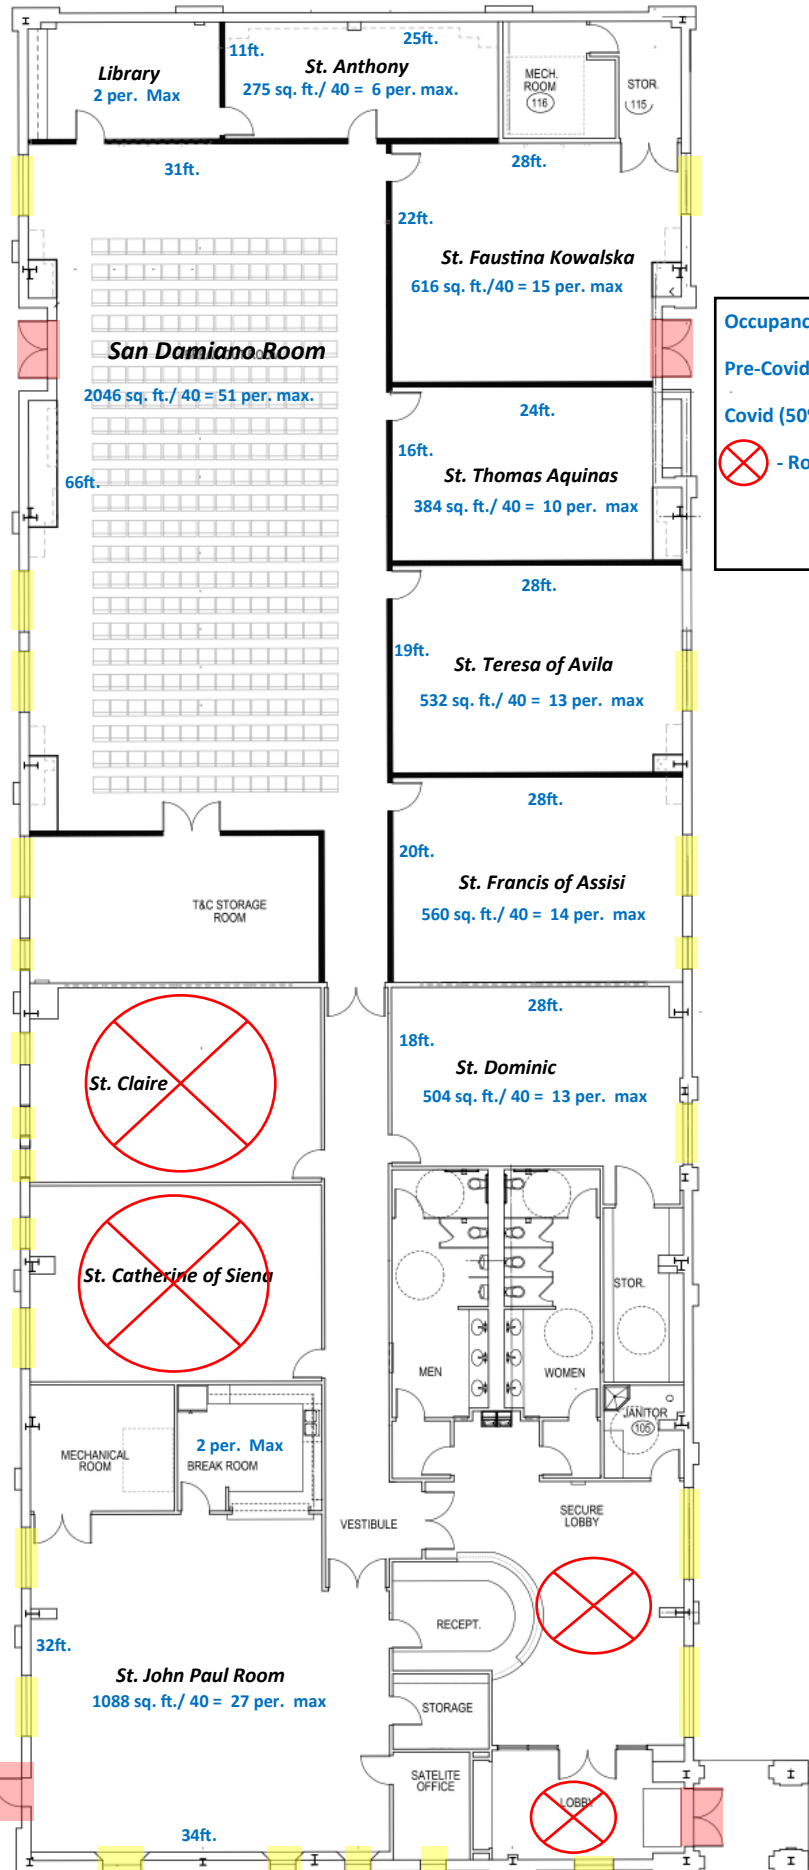 25ft.
11ft.
Library
2 per. Max
St. Anthony
275 sq. ft./ 40 = 6 per. max.
MECH.
ROOM
116
STOR.
115
31ft.
28ft.
22ft.
St. Faustina Kowalska
616 sq. ft./40 = 15 per. max
San Damiano Room
2046 sq. ft./ 40 = 51 per. max.
66ft.
24ft.
16ft.
St. Thomas Aquinas
384 sq. ft./ 40 = 10 per. max
Pre-Covid
Covid
- 
28ft.
19ft.
St. Teresa of Avila
532 sq. ft./ 40 = 13 per. max
28ft.
20ft.
St. Francis of Assisi
560 sq. ft./ 40 = 14 per. max
T&C STORAGE
ROOM
28ft.
18ft.
St. Dominic
504 sq. ft./ 40 = 13 per. max
St. Claire
St. Catherine of Siena
STOR.
MEN
WOMEN
JANITOR
105
MECHANICAL
ROOM
2 per. Max
BREAK ROOM
VESTIBULE
SECURE
LOBBY
RECEPT.
32ft.
St. John Paul Room
1088 sq. ft./ 40 = 27 per. max
STORAGE
SATELITE
OFFICE
LOBBY
34ft.